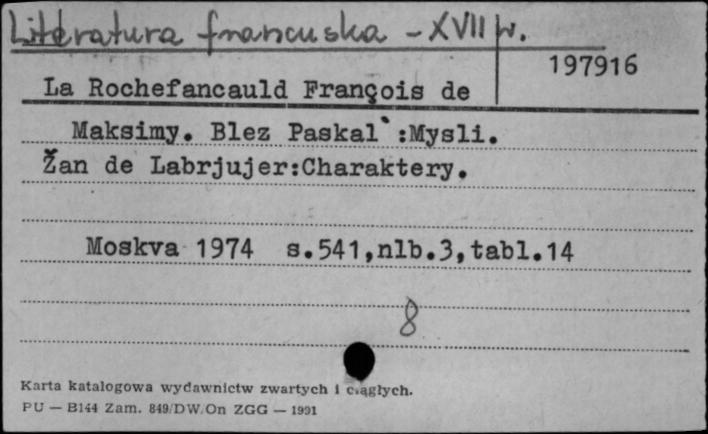 Literatura francuska - XVII w.
197916
La Rochefancauld François de
Maksimy. Blez Paskal`:Mysli.
Žan de Labrjujer:Charaktery.
Moskva 1974 s.541,nlb.3,tabl.14
8
Karta katalogowa wydawnictw zwartych i ciągłych.
PU — B144 Zam. 849/DW/On ZGG — 1991